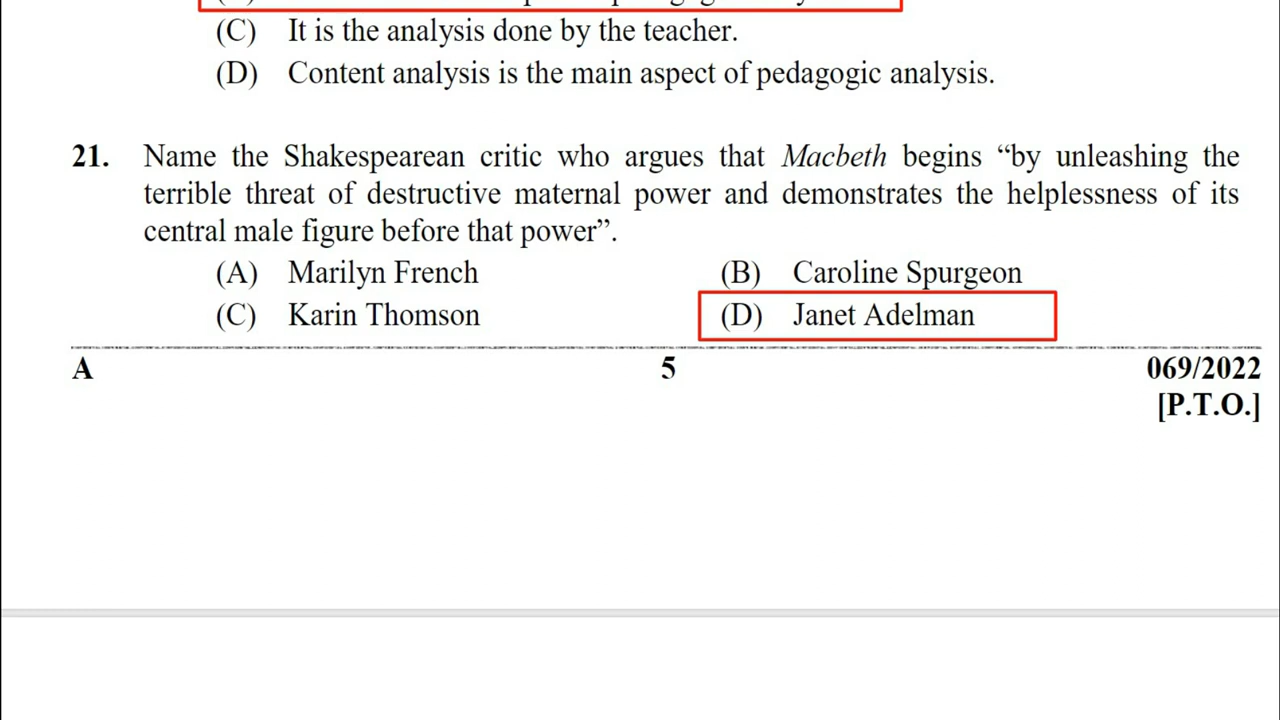 (C) It is the analysis done by the teacher.
(D) Content analysis is the main aspect of pedagogic analysis.
21. Name the Shakespearean critic who argues that Macbeth begins “by unleashing the
terrible threat of destructive maternal power and demonstrates the helplessness of its
central male figure before that power”.
(A) Marilyn French (B) Caroline Spurgeon
(C) Karin Thomson (D) Janet Adelman
A 5 069/2022
[P.T.O.]